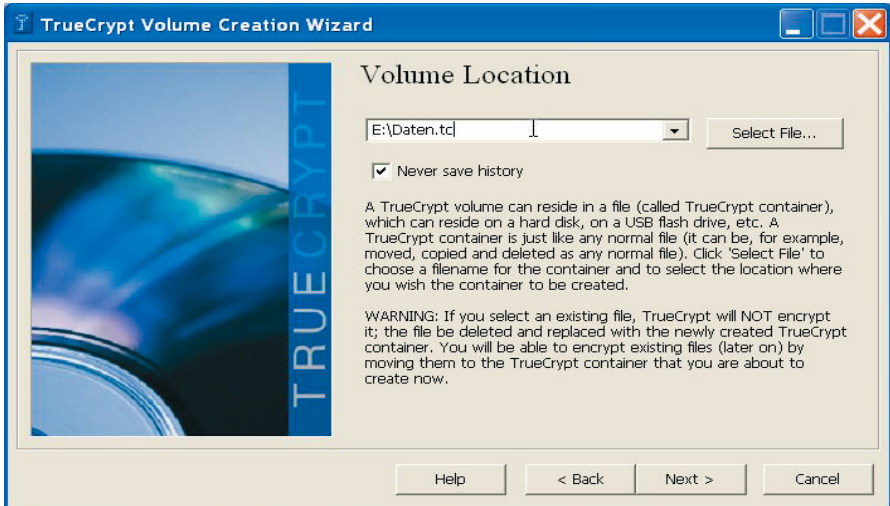 TrueCrypt Volume Creation Wizard
TRUECRYPT
Volume Location
E:\Daten.tc
Select File...
Never save history
A TrueCrypt volume can reside in a file (called TrueCrypt container),
which can reside on a hard disk, on a USB flash drive, etc. A
TrueCrypt container is just like any normal file (it can be, for example,
moved, copied and deleted as any normal file). Click 'Select File' to
choose a filename for the container and to select the location where
you wish the container to be created.
WARNING: If you select an existing file, TrueCrypt will NOT encrypt
it; the file be deleted and replaced with the newly created TrueCrypt
container. You will be able to encrypt existing files (later on) by
moving them to the TrueCrypt container that you are about to
create now.
Help
< Back
Next >
Cancel